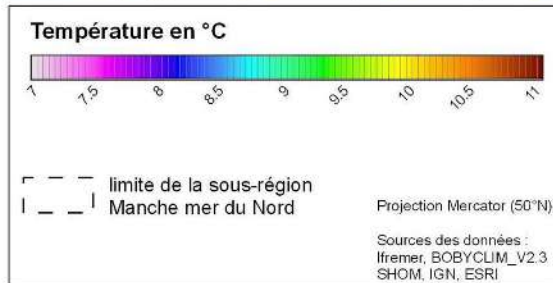 Température en °C
7 7.5 8 8.5 9 9.5 10 10.5 11
limite de la sous-région
Manche mer du Nord
Projection Mercator (50°N)
Sources des données :
Ifremer, BOBYCLIM_V2.3
SHOM, IGN, ESRI